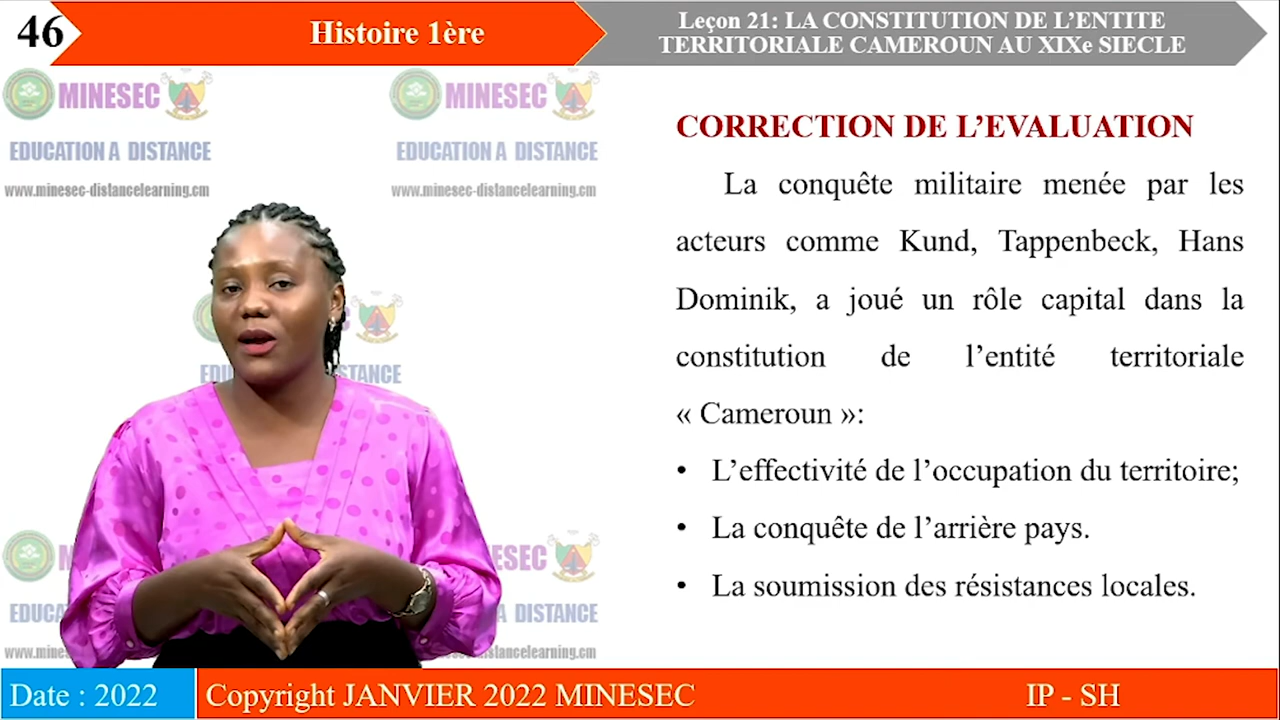 46
Histoire 1ère
Leçon 21: LA CONSTITUTION DE L’ENTITE
TERRITORIALE CAMEROUN AU XIXe SIECLE
MINESEC
EDUCATION A DISTANCE
www.minesec-distancelearning.cm
MINESEC
EDUCATION A DISTANCE
www.minesec-distancelearning.cm
CORRECTION DE L’EVALUATION
La conquête militaire menée par les
acteurs comme Kund, Tappenbeck, Hans
Dominik, a joué un rôle capital dans la
constitution de l’entité territoriale
« Cameroun »:
• L’effectivité de l’occupation du territoire;
• La conquête de l’arrière pays.
• La soumission des résistances locales.
Date : 2022
Copyright JANVIER 2022 MINESEC
IP - SH